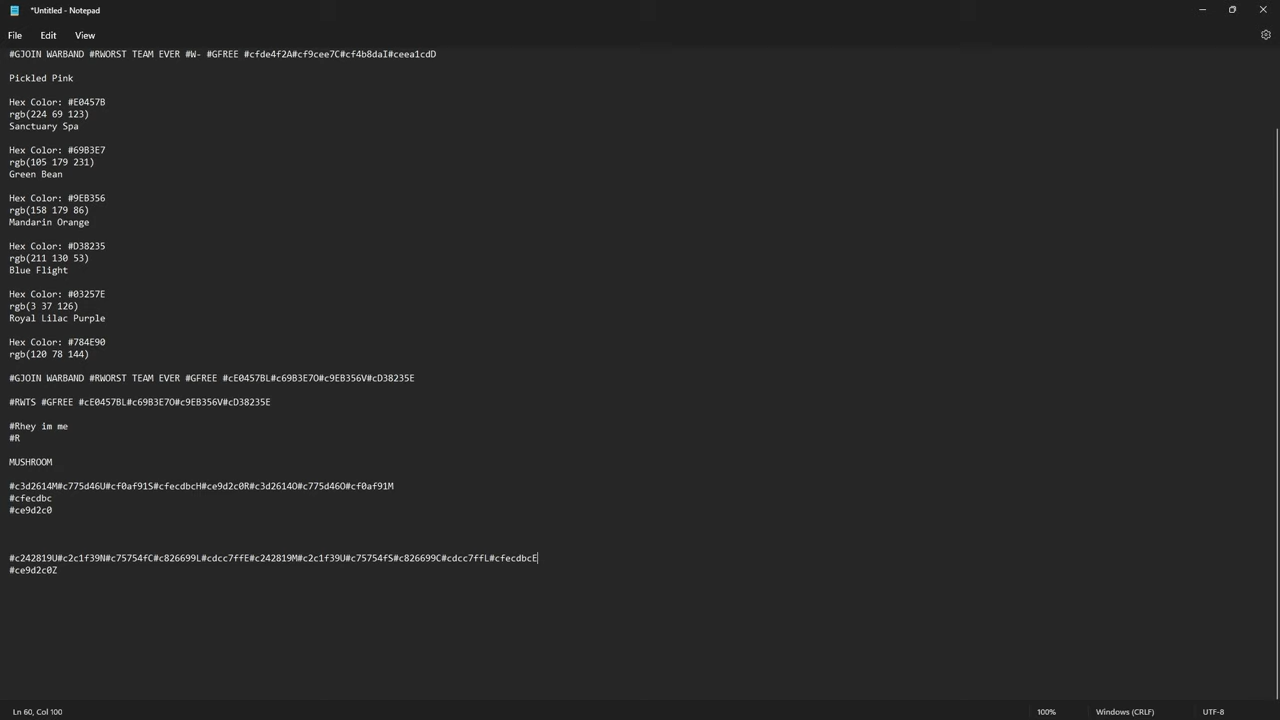 *Untitled - Notepad
File Edit View
#GJOIN WARBAND #RWORST TEAM EVER #W- #GFREE #cfde4f2A#cf9cee7C#cf4b8daI#ceea1cdD
Pickled Pink
Hex Color: #E0457B
rgb(224 69 123)
Sanctuary Spa
Hex Color: #69B3E7
rgb(105 179 231)
Green Bean
Hex Color: #9EB356
rgb(158 179 86)
Mandarin Orange
Hex Color: #D38235
rgb(211 130 53)
Blue Flight
Hex Color: #03257E
rgb(3 37 126)
Royal Lilac Purple
Hex Color: #784E90
rgb(120 78 144)
#GJOIN WARBAND #RWORST TEAM EVER #GFREE #cE0457BL#c69B3E7O#c9EB356V#cD38235E
#RWTS #GFREE #cE0457BL#c69B3E7O#c9EB356V#cD38235E
#Rhey im me
#R
MUSHROOM
#c3d2614M#c775d46U#cf0af91S#cfecdbcH#ce9d2c0R#c3d2614O#c775d46O#cf0af91M
#cfecdbc
#ce9d2c0
#c242819U#c2c1f39N#c75754fC#c826699L#cdcc7ffE#c242819M#c2c1f39U#c75754fS#c826699C#cdcc7ffL#cfecdbcE
#ce9d2c0Z
Ln 60, Col 100 100% Windows (CRLF) UTF-8